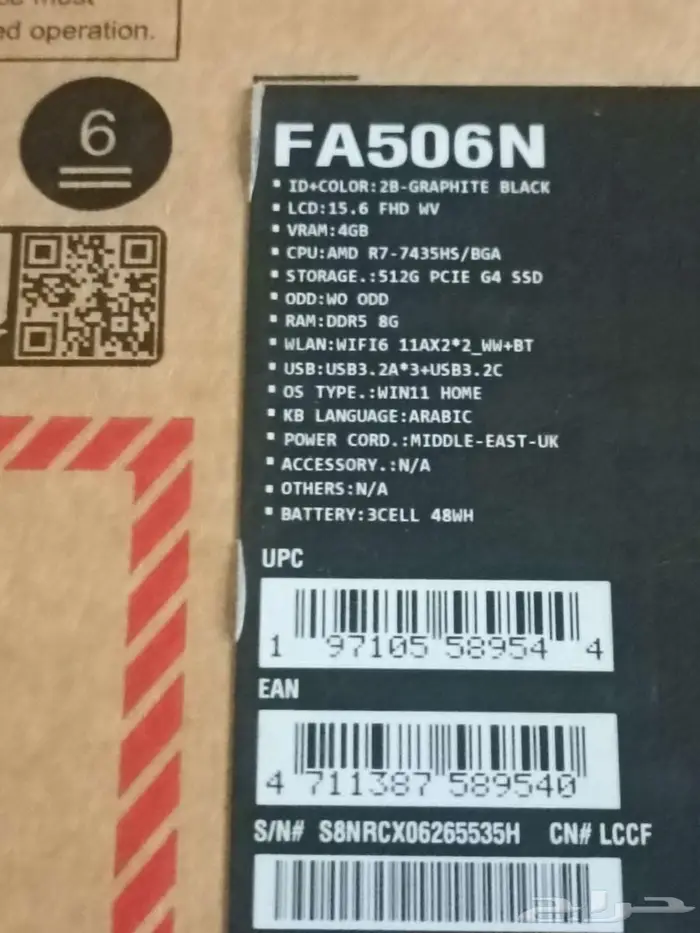 ed operation.
6
FA506N
▪ ID+COLOR:2B-GRAPHITE BLACK
▪ LCD:15.6 FHD WV
▪ VRAM:4GB
▪ CPU:AMD R7-7435HS/BGA
▪ STORAGE.:512G PCIE G4 SSD
▪ ODD:WO ODD
▪ RAM:DDR5 8G
▪ WLAN:WIFI6 11AX2*2_WW+BT
▪ USB:USB3.2A*3+USB3.2C
▪ OS TYPE.:WIN11 HOME
▪ KB LANGUAGE:ARABIC
▪ POWER CORD.:MIDDLE-EAST-UK
▪ ACCESSORY.:N/A
▪ OTHERS:N/A
▪ BATTERY:3CELL 48WH
UPC
1 97105 58954 4
EAN
4 711387 589540
S/N# S8NRCX06265535H CN# LCCF
حراج